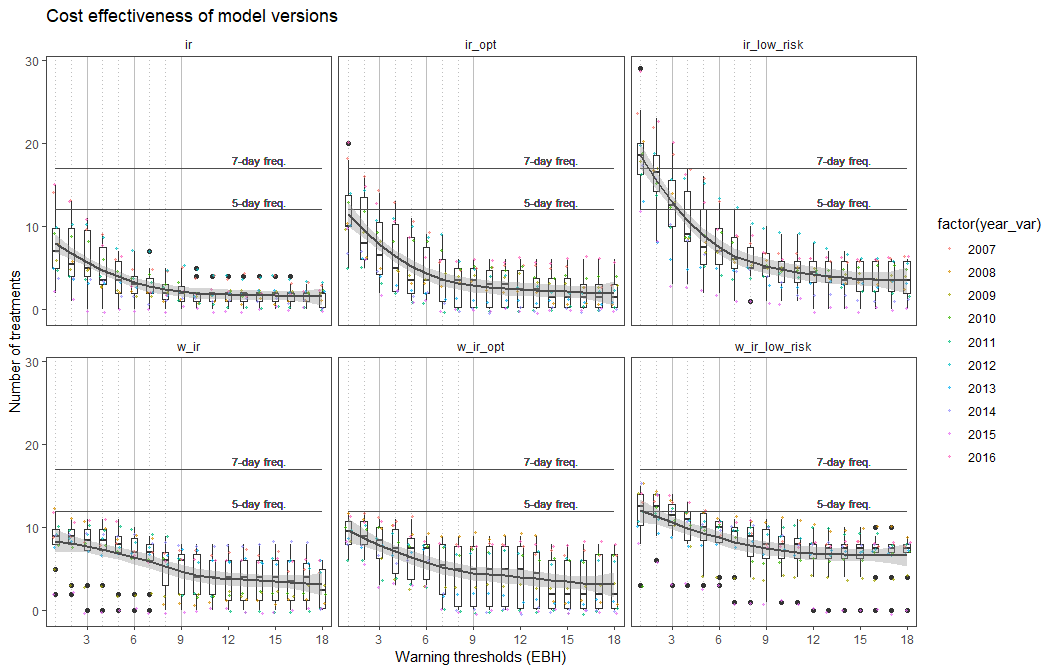 Cost effectiveness of model versions
ir
ir_opt
ir_low_risk
30
20
10
0
7-day freq.
5-day freq.
7-day freq.
5-day freq.
7-day freq.
5-day freq.
w_ir
w_ir_opt
w_ir_low_risk
30
20
10
0
7-day freq.
5-day freq.
7-day freq.
5-day freq.
7-day freq.
5-day freq.
3 6 9 12 15 18
3 6 9 12 15 18
3 6 9 12 15 18
Number of treatments
Warning thresholds (EBH)
factor(year_var)
2007
2008
2009
2010
2011
2012
2013
2014
2015
2016